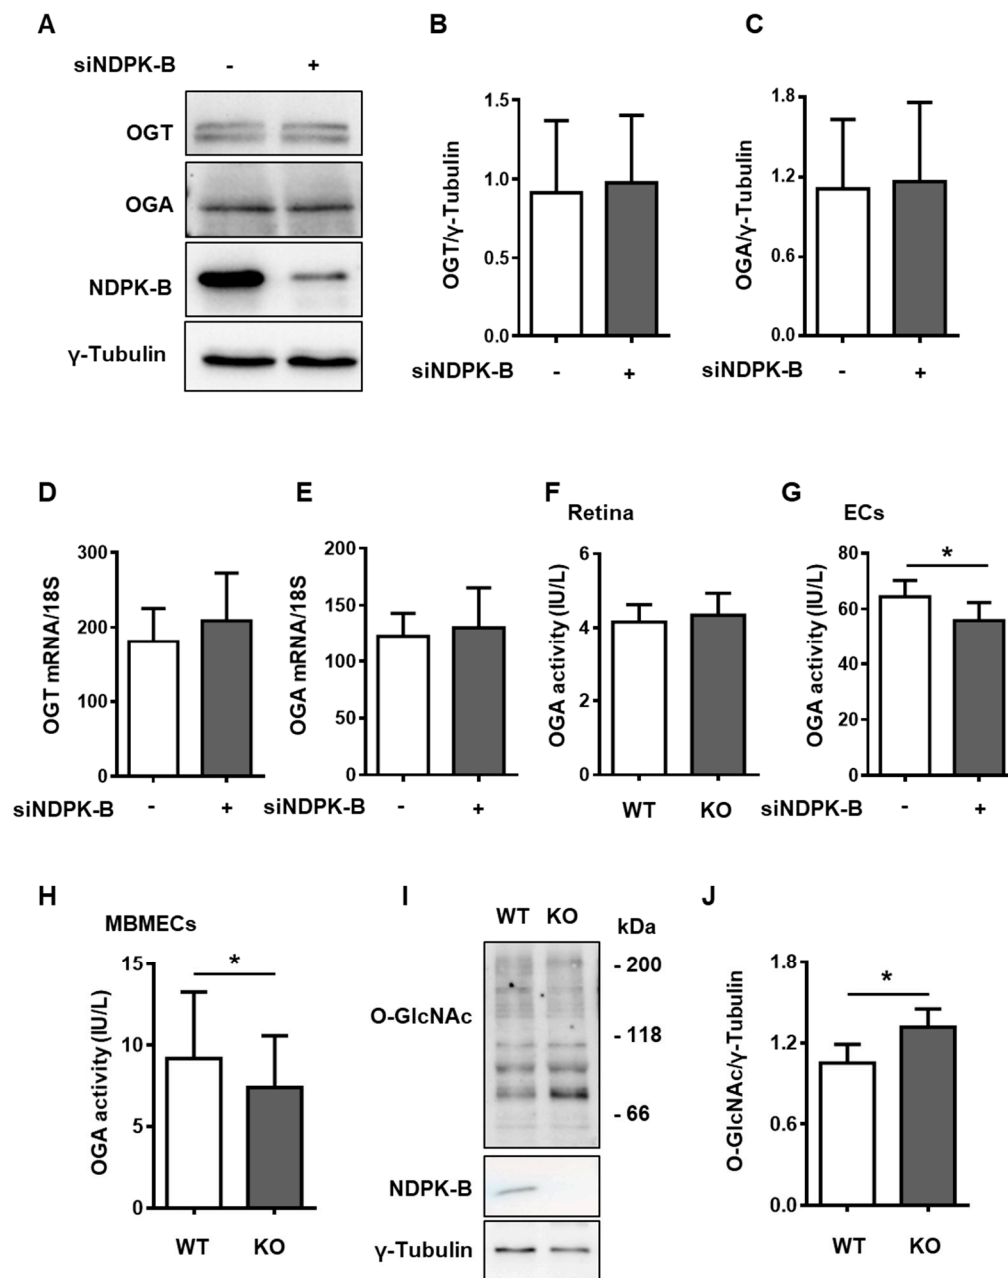 A
siNDPK-B - +
OGT
OGA
NDPK-B
γ-Tubulin
B
OGT/γ-Tubulin
1.5
1.0
0.5
0.0
siNDPK-B - +
C
OGA/γ-Tubulin
1.8
1.2
0.6
0.0
siNDPK-B - +
D
OGT mRNA/18S
300
200
100
0
siNDPK-B - +
E
OGA mRNA/18S
200
150
100
50
0
siNDPK-B - +
F
Retina
OGA activity (IU/L)
6
4
2
0
WT KO
G
ECs
OGA activity (IU/L)
80
60
40
20
0
*
siNDPK-B - +
H
MBMECs
OGA activity (IU/L)
15
10
5
0
*
WT KO
I
WT KO
kDa
O-GlcNAc
- 200
- 118
- 66
NDPK-B
γ-Tubulin
J
O-GlcNAc/γ-Tubulin
1.8
1.2
0.6
0.0
*
WT KO